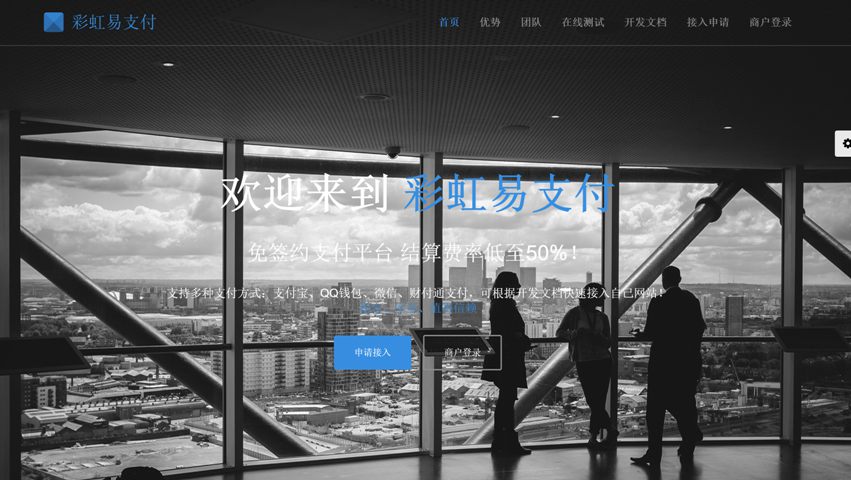 彩虹易支付
首页 优势 团队 在线测试 开发文档 接入申请 商户登录
欢迎来到 彩虹易支付
免签约支付平台 结算费率低至50%！
支持多种支付方式：支付宝、QQ钱包、微信、财付通支付，可根据开发文档快速接入自己网站！
信赖
申请接入 商户登录